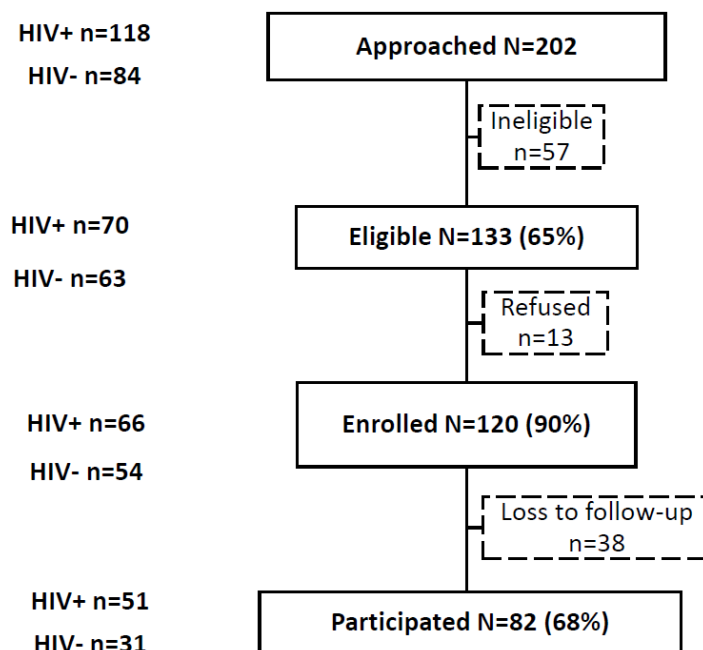 HIV+ n=118
HIV- n=84
Approached N=202
Ineligible
n=57
HIV+ n=70
HIV- n=63
Eligible N=133 (65%)
Refused
n=13
HIV+ n=66
HIV- n=54
Enrolled N=120 (90%)
Loss to follow-up
n=38
HIV+ n=51
HIV- n=31
Participated N=82 (68%)